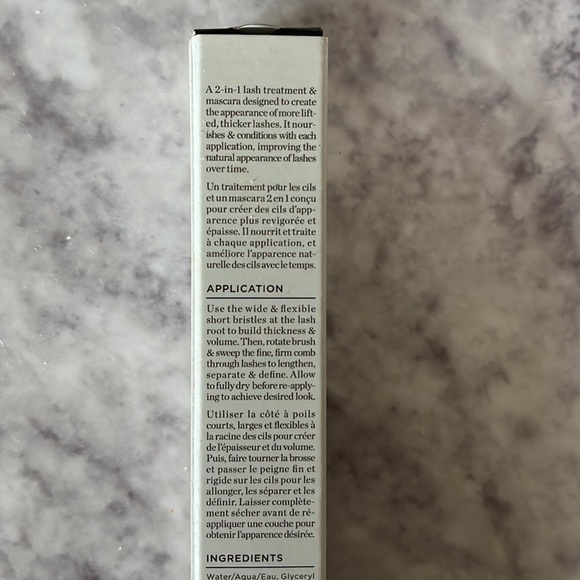 A 2-in-1 lash treatment &
mascara designed to create
the appearance of more lift-
ed, thicker lashes. It nour-
ishes & conditions with each
application, improving the
natural appearance of lashes
over time.
Un traitement pour les cils
et un mascara 2 en 1 conçu
pour créer des cils d'app-
arence plus revigorée et
épaisse. Il nourrit et traite
à chaque application, et
améliore l'apparence nat-
urelle des cils avec le temps.
APPLICATION
Use the wide & flexible
short bristles at the lash
root to build thickness &
volume. Then, rotate brush
& sweep the fine, firm comb
through lashes to lengthen,
separate & define. Allow
to fully dry before re-apply-
ing to achieve desired look.
Utiliser la côté à poils
courts, larges et flexibles à
la racine des cils pour créer
de l'épaisseur et du volume.
Puis, faire tourner la brosse
et passer le peigne fin et
rigide sur les cils pour les
allonger, les séparer et les
définir. Laisser complète-
ment sécher avant de ré-
appliquer une couche pour
obtenir l'apparence désirée.
INGREDIENTS
Water/Aqua/Eau, Glyceryl